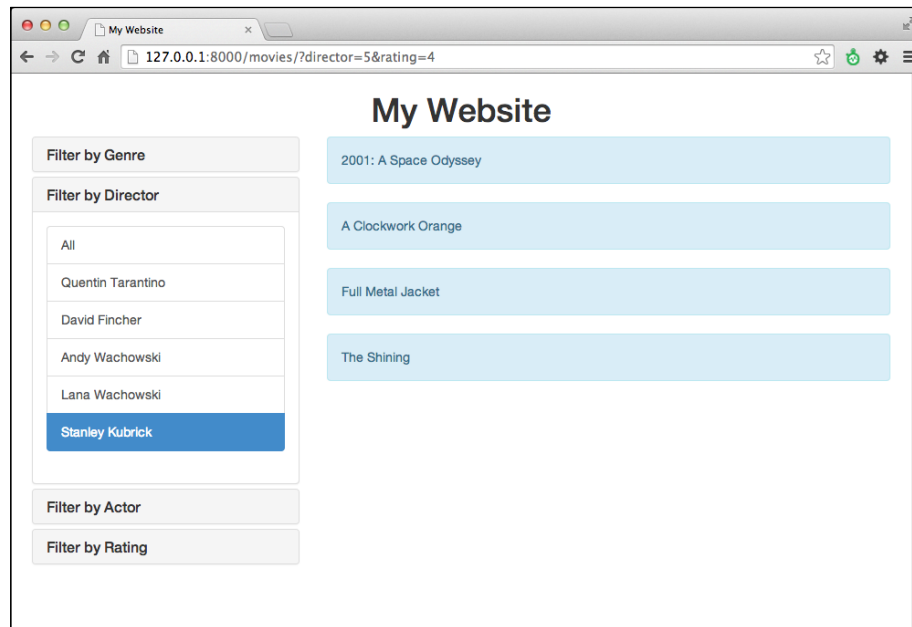 My Website
127.0.0.1:8000/movies/?director=5&rating=4
My Website
Filter by Genre
Filter by Director
All
Quentin Tarantino
David Fincher
Andy Wachowski
Lana Wachowski
Stanley Kubrick
Filter by Actor
Filter by Rating
2001: A Space Odyssey
A Clockwork Orange
Full Metal Jacket
The Shining